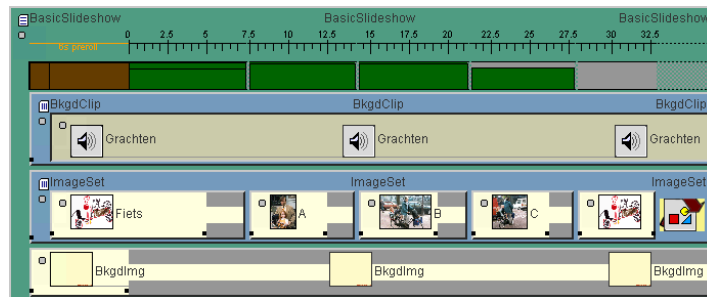 BasicSlideshow BasicSlideshow BasicSlideshow
0 2.5 5 7.5 10 12.5 15 17.5 20 22.5 25 27.5 30 32.5
6s preroll
BkgdClip BkgdClip BkgdClip
Grachten Grachten Grachten
ImageSet ImageSet ImageSet
Fiets A B C
BkgdImg BkgdImg BkgdImg